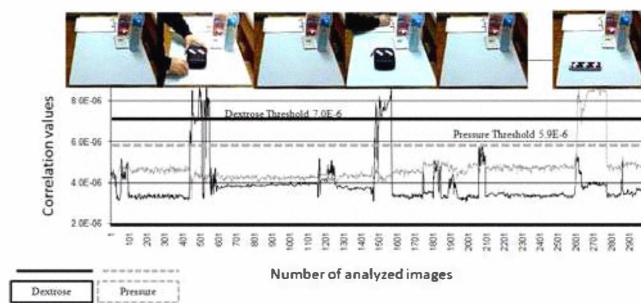 Correlation values
8.0E-06
6.0E-06
4.0E-06
2.0E-06
Dextrose Threshold 7.0E-6
Pressure Threshold 5.9E-6
1 101 201 301 401 501 601 701 801 901 1001 1101 1201 1301 1401 1501 1601 1701 1801 1901 2001 2101 2201 2301 2401 2501 2601 2701 2801 2901
Number of analyzed images
Dextrose
Pressure